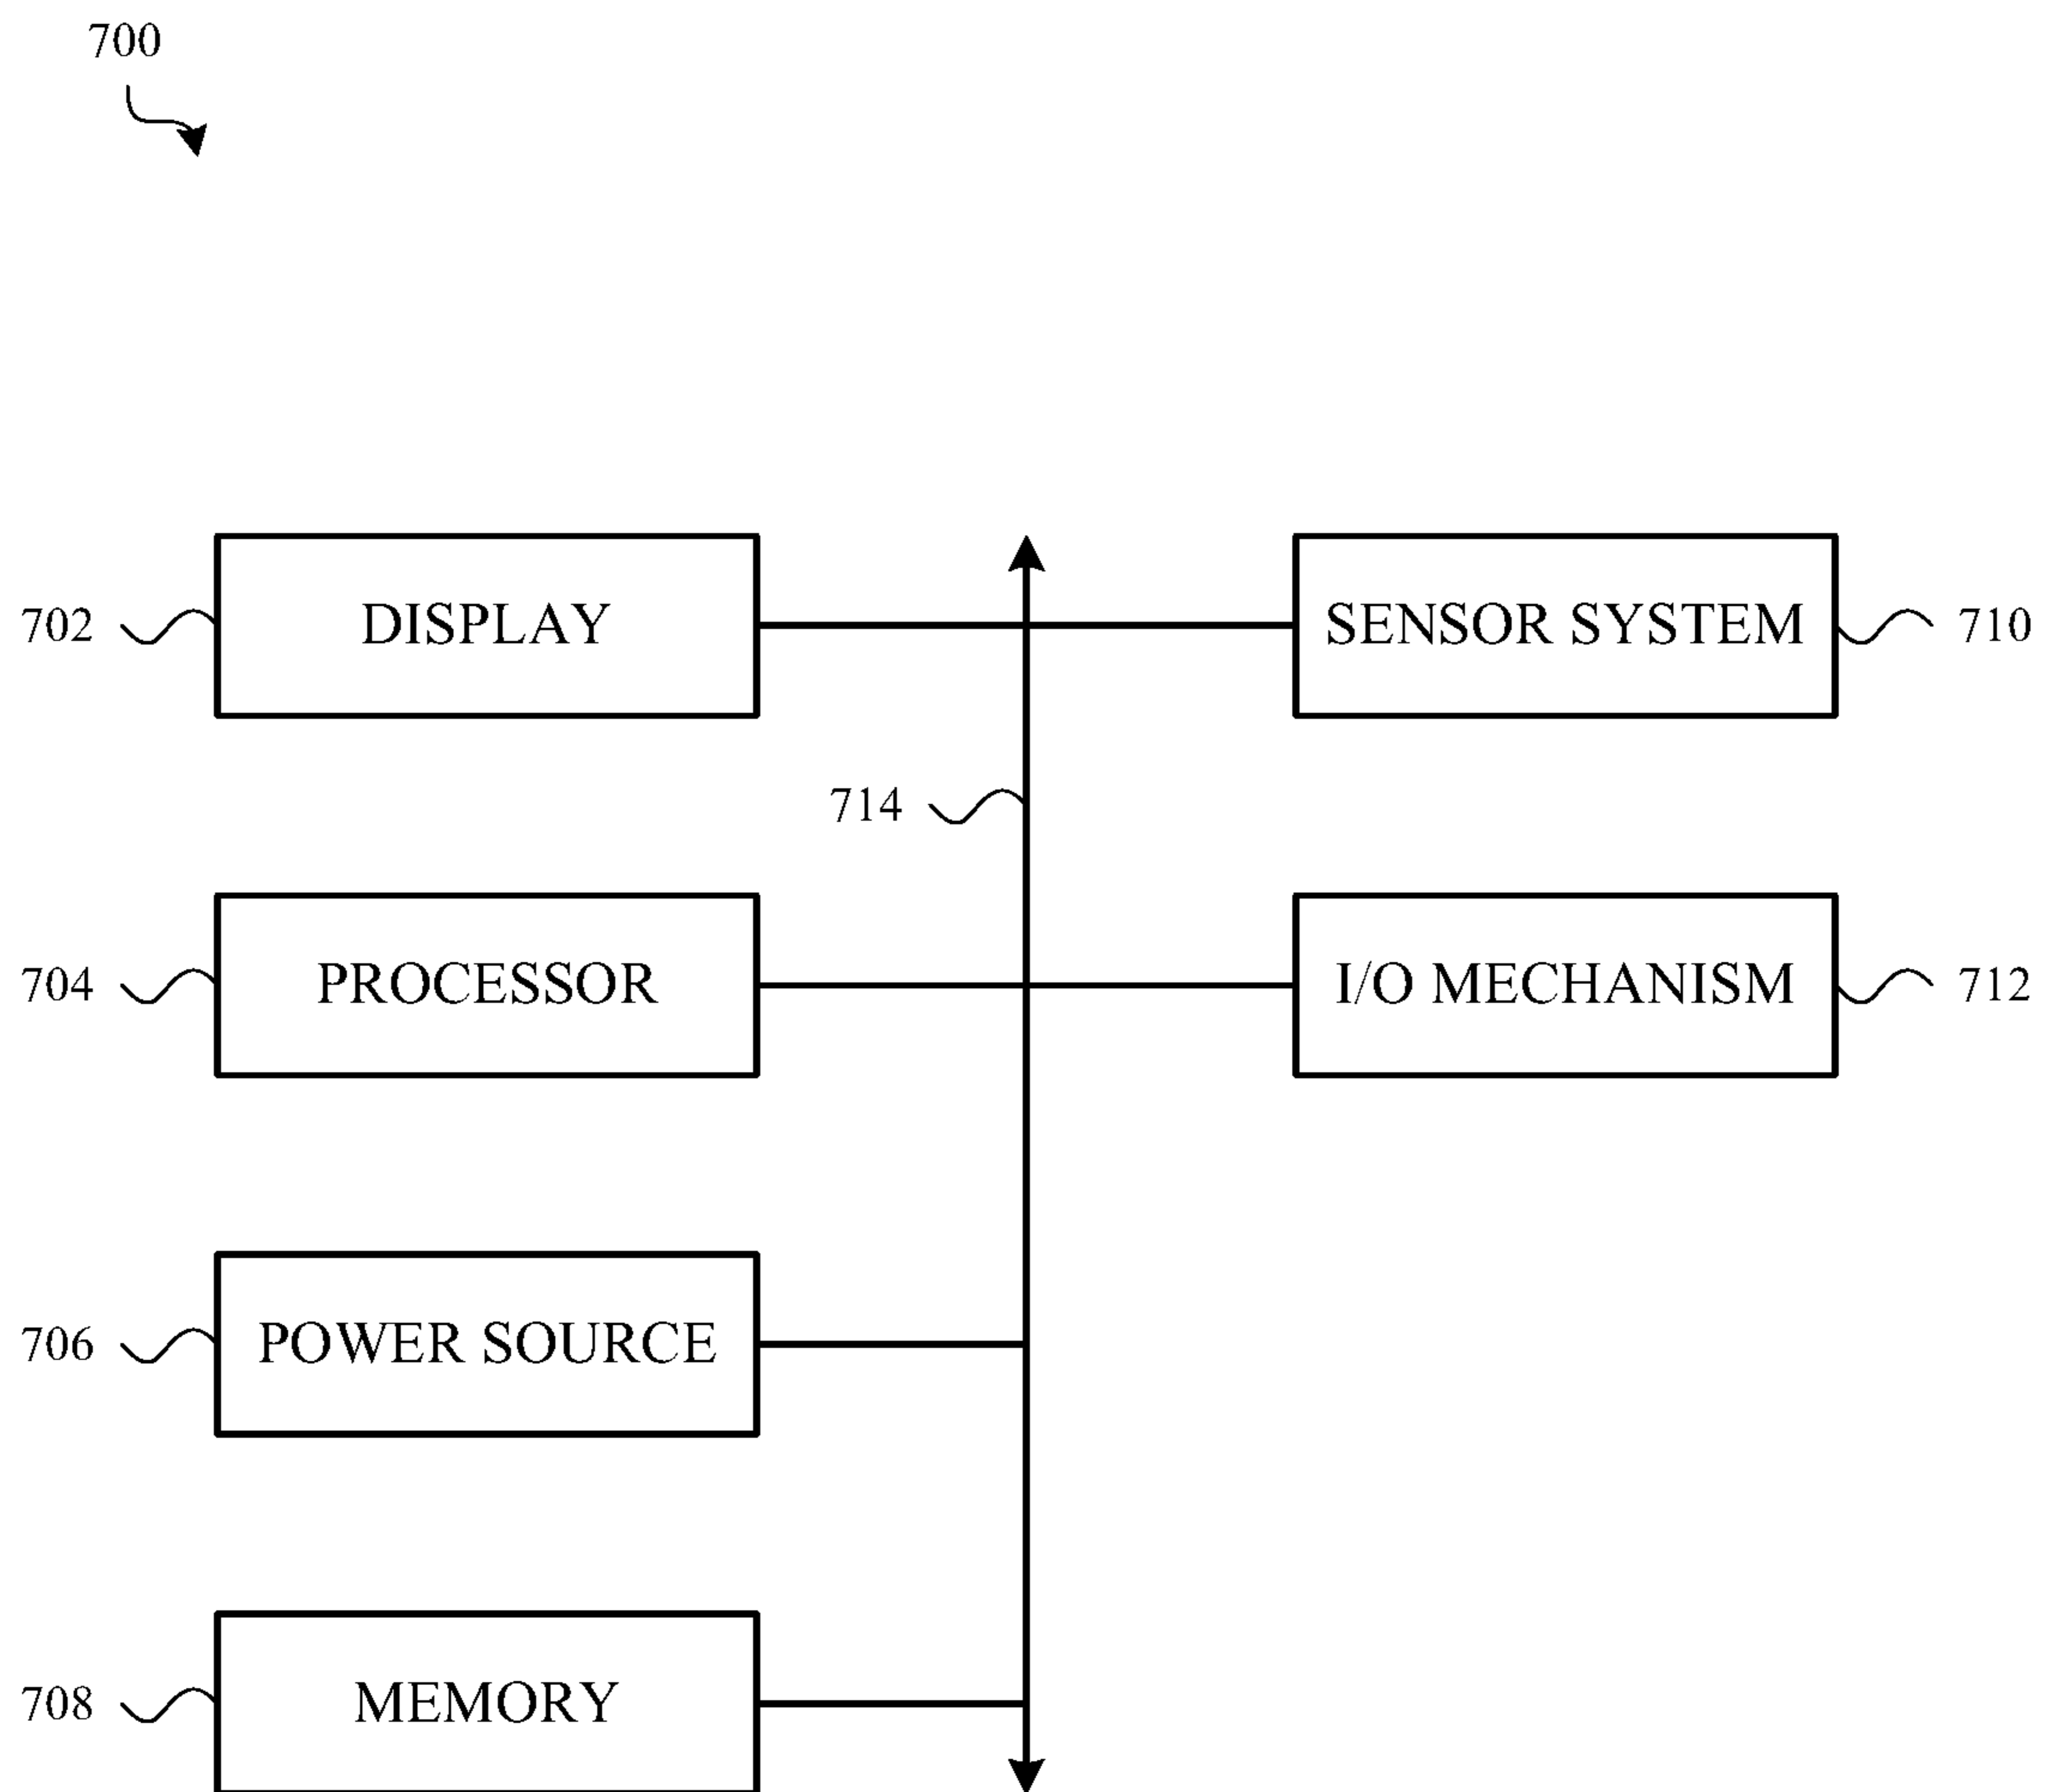 700
702 DISPLAY SENSOR SYSTEM 710
714
704 PROCESSOR I/O MECHANISM 712
706 POWER SOURCE
708 MEMORY